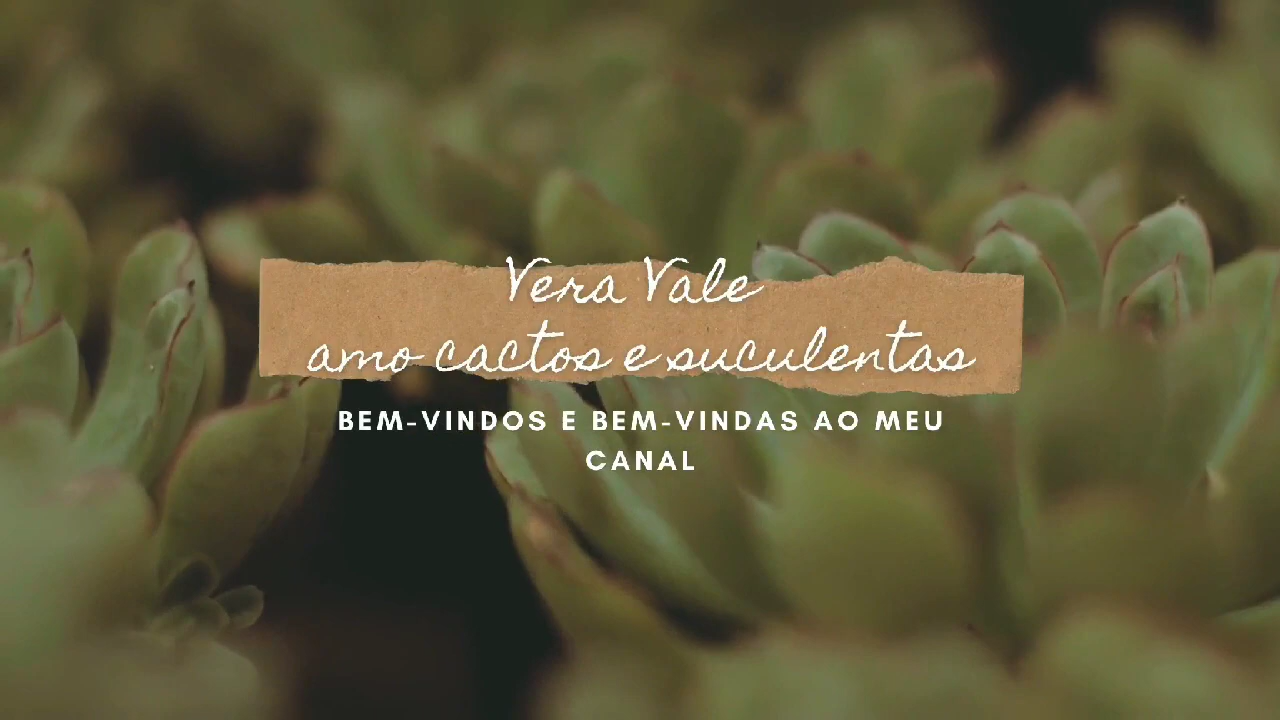 Vera Vale
amo cactos e suculentas
BEM-VINDOS E BEM-VINDAS AO MEU
CANAL